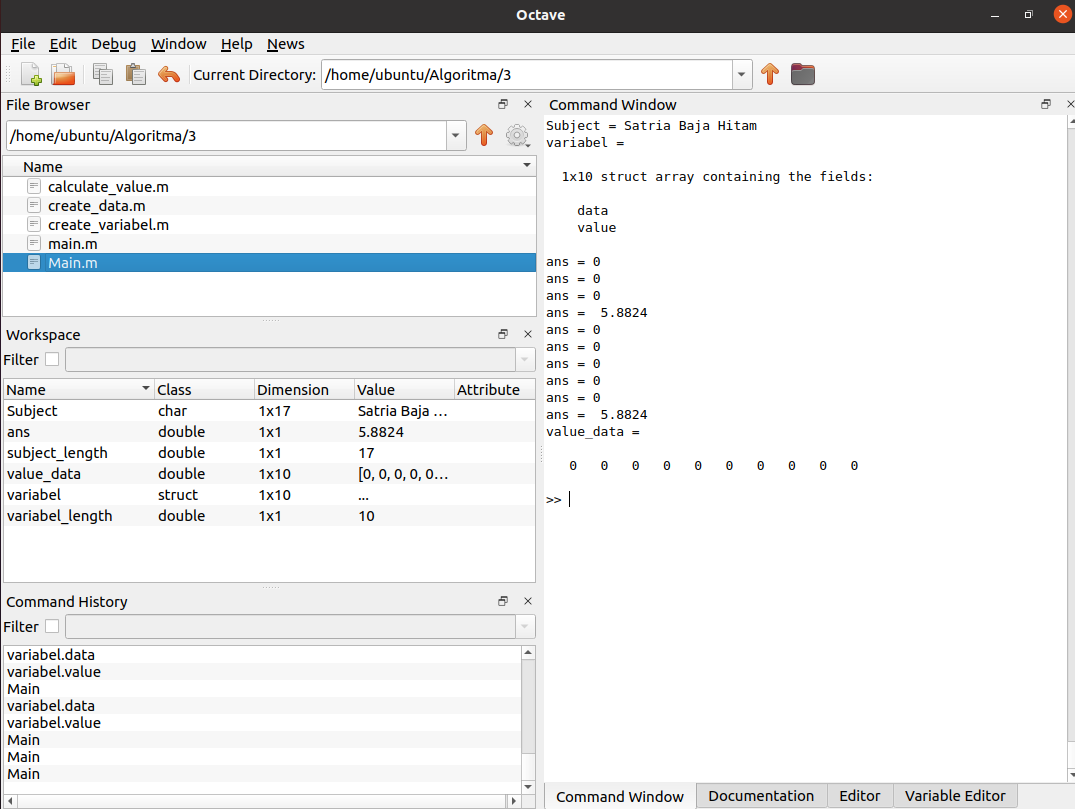 Octave
File Edit Debug Window Help News
Current Directory: /home/ubuntu/Algoritma/3
File Browser
/home/ubuntu/Algoritma/3
Name
calculate_value.m
create_data.m
create_variabel.m
main.m
Main.m
Workspace
Filter
Name Class Dimension Value Attribute
Subject char 1x17 Satria Baja ...
ans double 1x1 5.8824
subject_length double 1x1 17
value_data double 1x10 [0, 0, 0, 0, 0...
variabel struct 1x10 ...
variabel_length double 1x1 10
Command History
Filter
variabel.data
variabel.value
Main
variabel.data
variabel.value
Main
Main
Main
Command Window
Subject = Satria Baja Hitam
variabel =
1x10 struct array containing the fields:
data
value
ans = 0
ans = 0
ans = 0
ans = 5.8824
ans = 0
ans = 0
ans = 0
ans = 0
ans = 0
ans = 5.8824
value_data =
0 0 0 0 0 0 0 0 0 0
>>
Command Window Documentation Editor Variable Editor